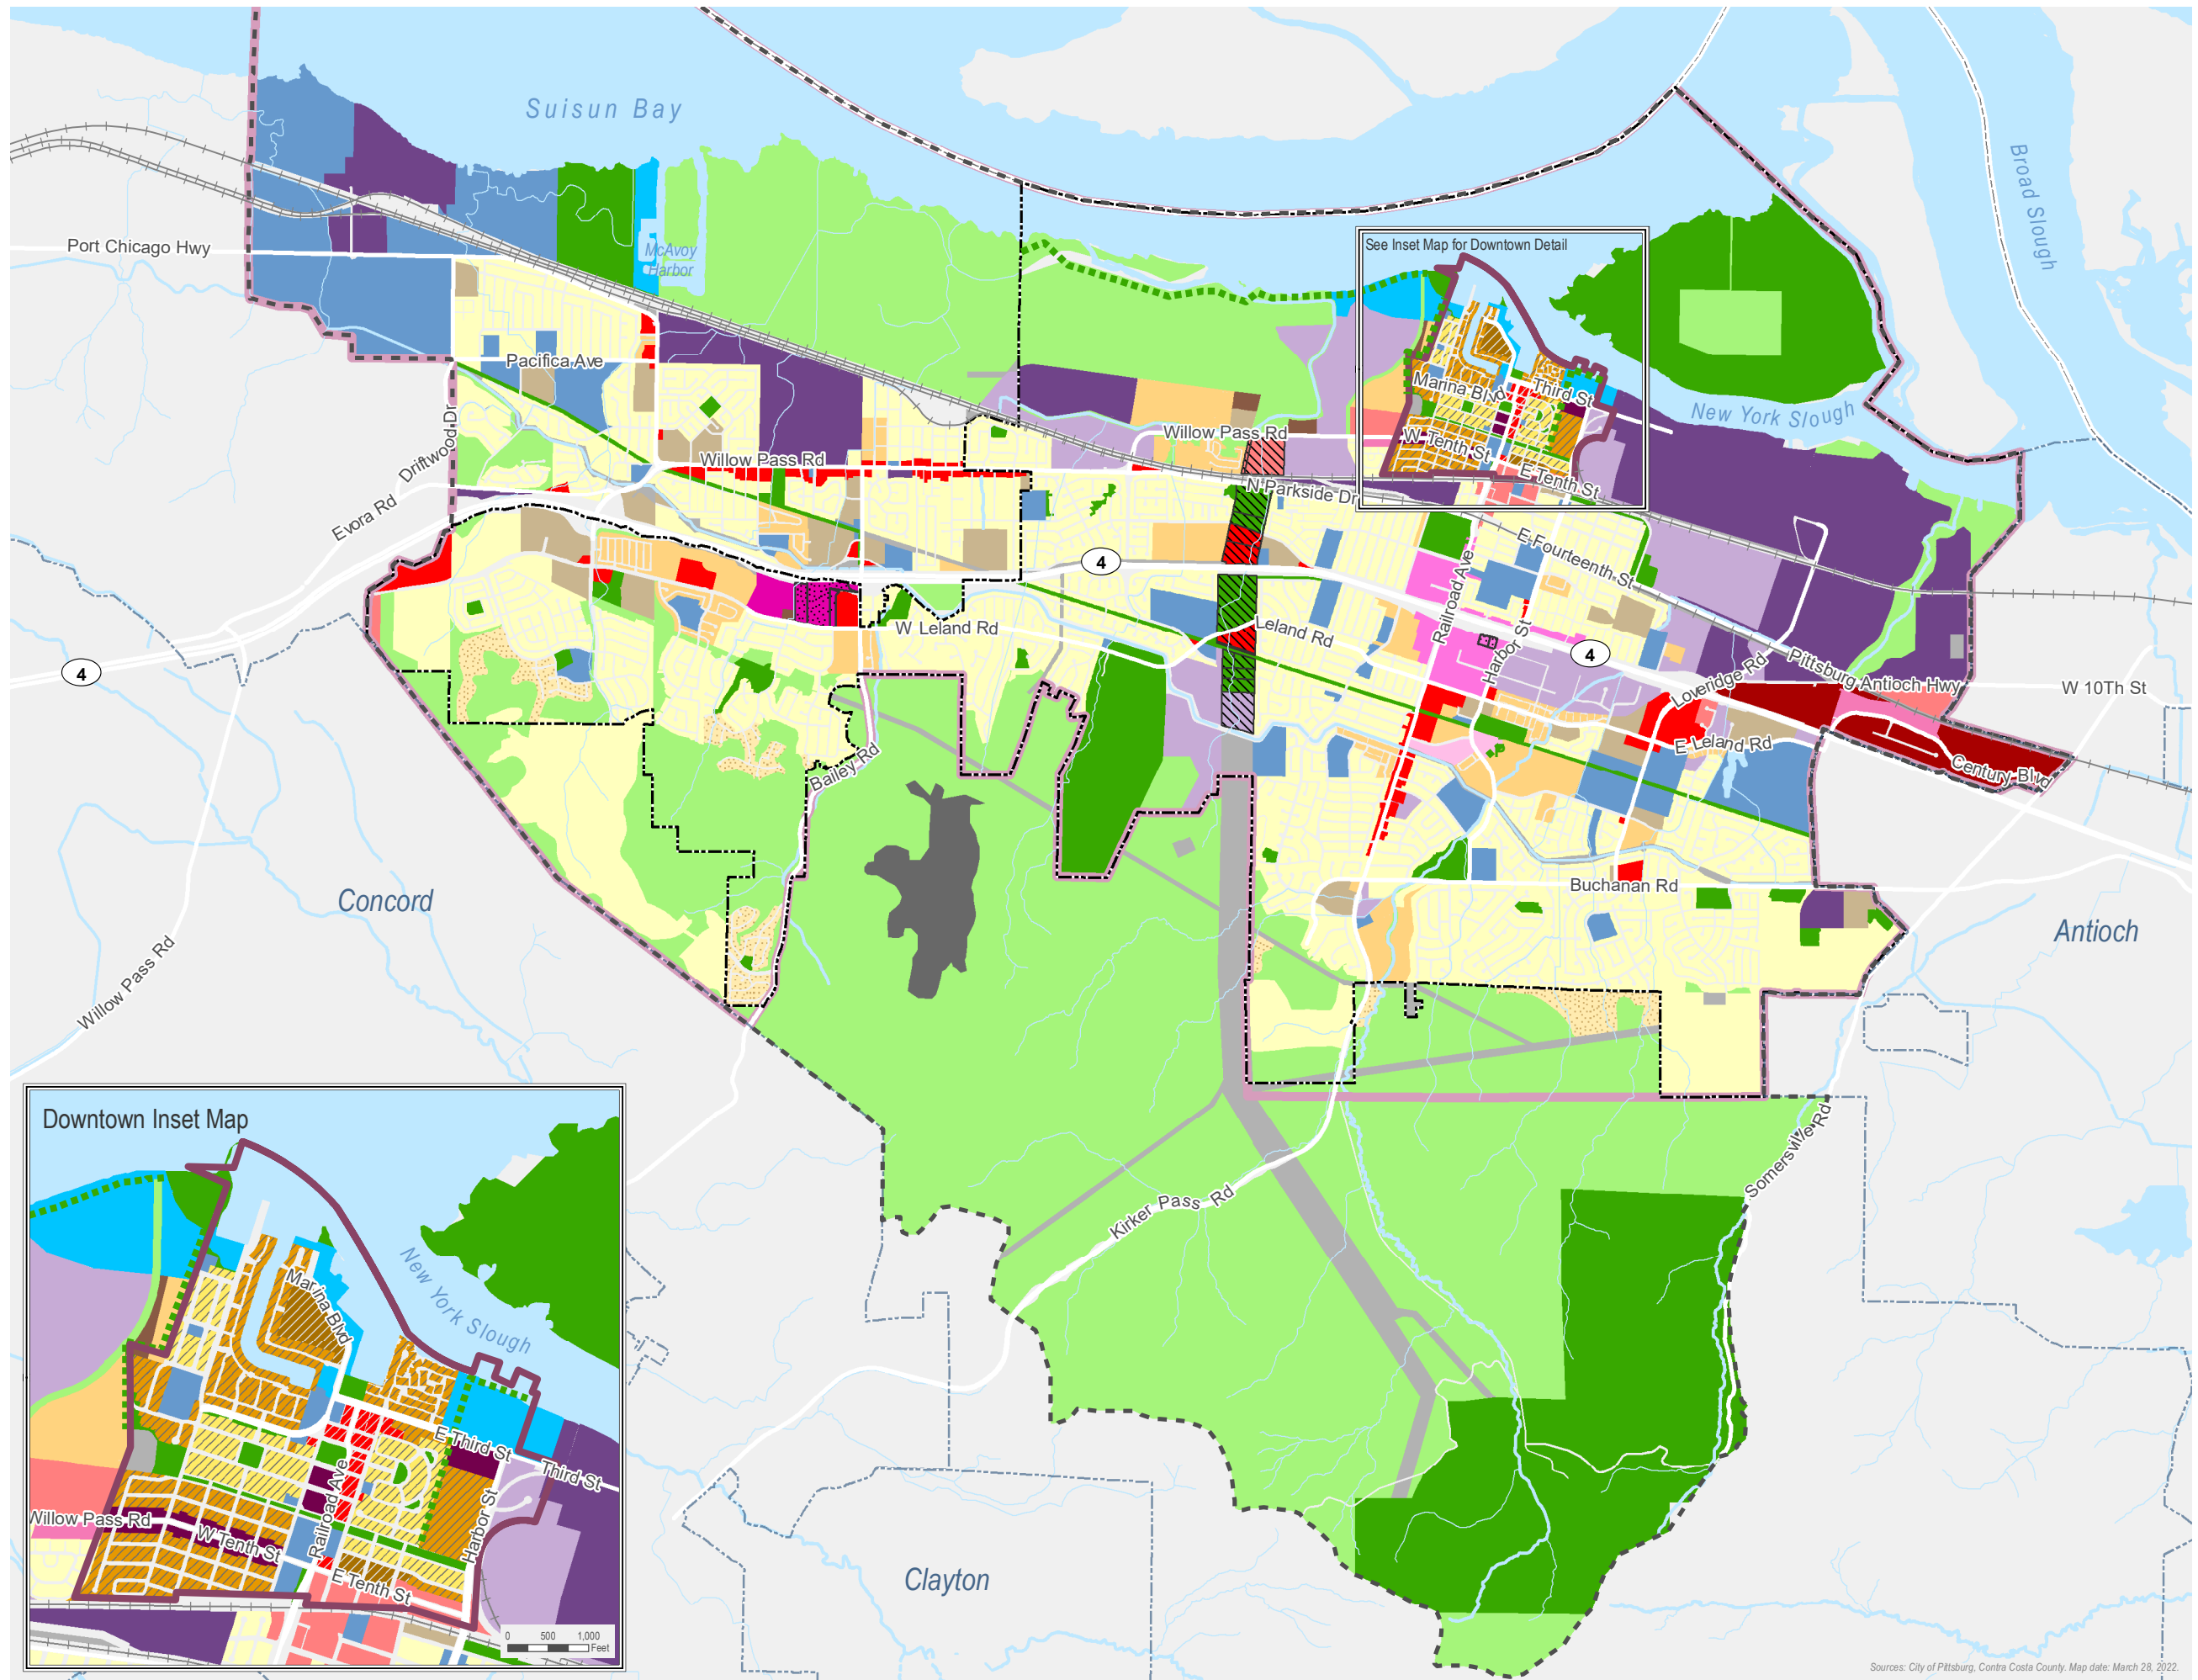 Suisun Bay
Broad Slough
Port Chicago Hwy
McAvoy
Harbor
See Inset Map for Downtown Detail
Pacifica Ave
Marina Blvd
Third St
New York Slough
Driftwood Dr
Willow Pass Rd
Willow Pass Rd
W Tenth St
E Tenth St
N Parkside Dr
Evora Rd
E Fourteenth St
4
Railroad Ave
W Leland Rd
Leland Rd
Harbor St
4
4
Loveridge Rd
Pittsburg Antioch Hwy
W 10Th St
E Leland Rd
Century Blvd
Bailey Rd
Buchanan Rd
Concord
Antioch
Willow Pass Rd
Somersville Rd
Kirker Pass Rd
Clayton
Downtown Inset Map
Marina Blvd
New York Slough
E Third St
Third St
Railroad Ave
Willow Pass Rd
W Tenth St
Harbor St
E Tenth St
0 500 1,000
Feet
Sources: City of Pittsburg, Contra Costa County. Map date: March 28, 2022.